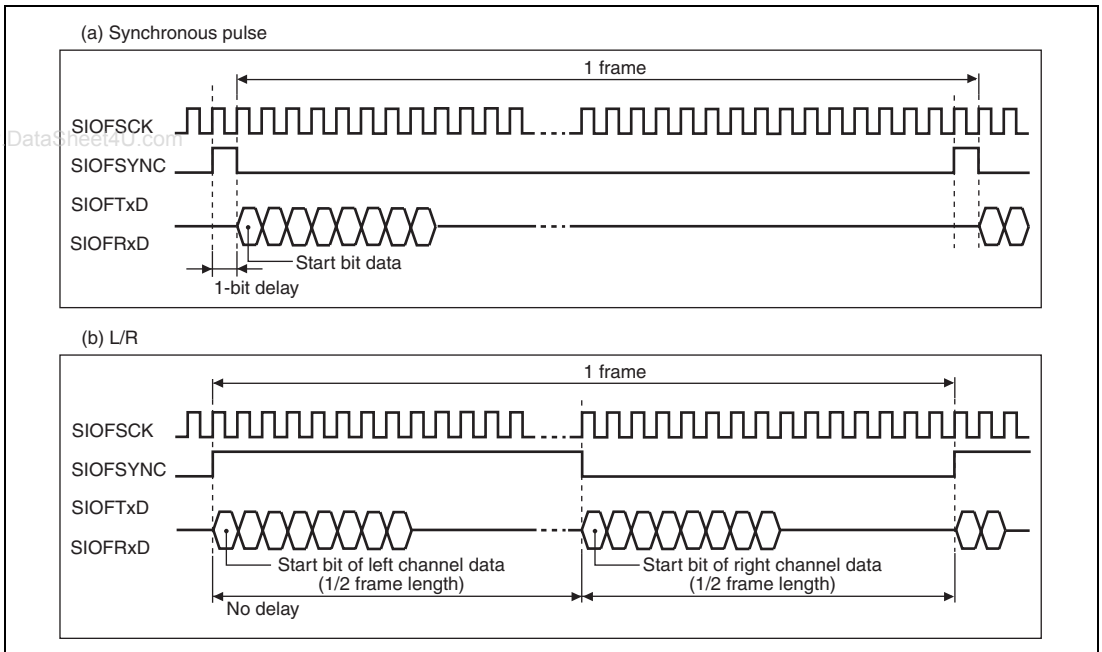 (a) Synchronous pulse
1 frame
SIOFSCK
DataSheet4U.com
SIOFSYNC
SIOFTxD
SIOFRxD
Start bit data
1-bit delay
(b) L/R
1 frame
SIOFSCK
SIOFSYNC
SIOFTxD
SIOFRxD
Start bit of left channel data
(1/2 frame length)
Start bit of right channel data
(1/2 frame length)
No delay